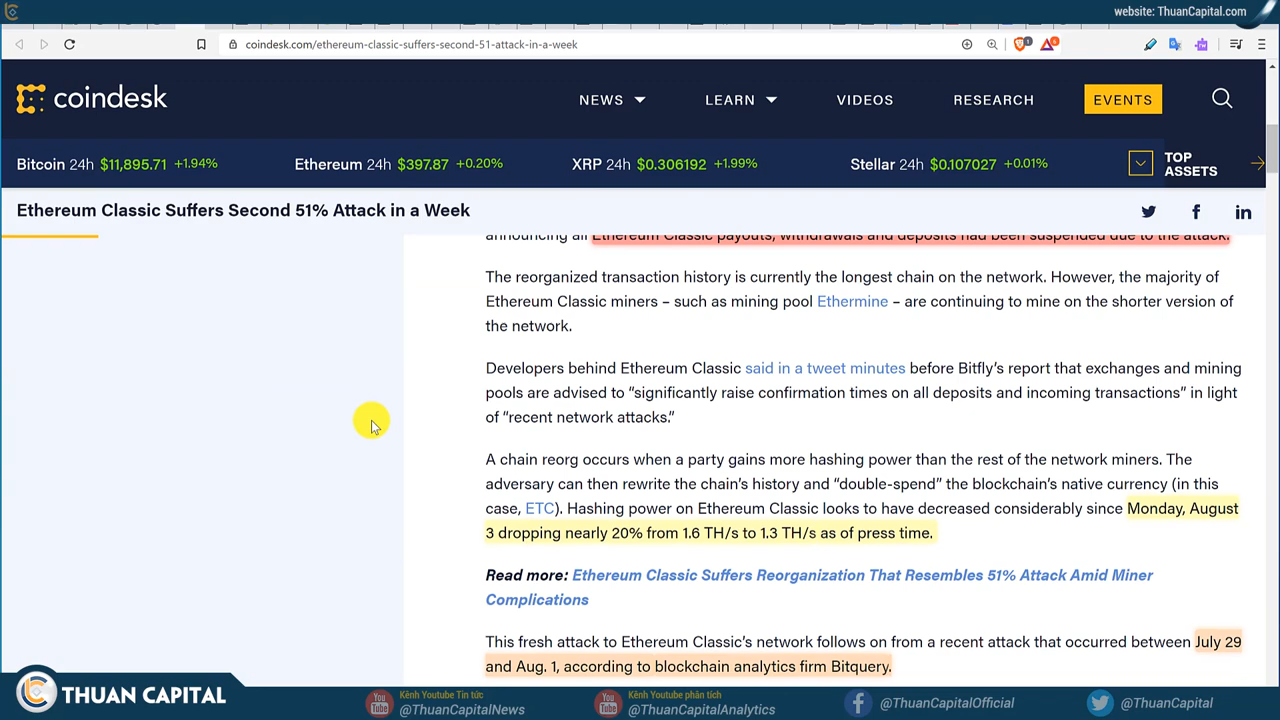 website: ThuanCapital.com
coindesk.com/ethereum-classic-suffers-second-51-attack-in-a-week
1
6
coindesk
NEWS
LEARN
VIDEOS
RESEARCH
EVENTS
Bitcoin 24h $11,895.71 +1.94%
Ethereum 24h $397.87 +0.20%
XRP 24h $0.306192 +1.99%
Stellar 24h $0.107027 +0.01%
TOP
ASSETS
Ethereum Classic Suffers Second 51% Attack in a Week
announcing all Ethereum Classic payouts, withdrawals and deposits had been suspended due to the attack.
The reorganized transaction history is currently the longest chain on the network. However, the majority of
Ethereum Classic miners – such as mining pool Ethermine – are continuing to mine on the shorter version of
the network.
Developers behind Ethereum Classic said in a tweet minutes before Bitfly’s report that exchanges and mining
pools are advised to “significantly raise confirmation times on all deposits and incoming transactions” in light
of “recent network attacks.”
A chain reorg occurs when a party gains more hashing power than the rest of the network miners. The
adversary can then rewrite the chain’s history and “double-spend” the blockchain’s native currency (in this
case, ETC). Hashing power on Ethereum Classic looks to have decreased considerably since Monday, August
3 dropping nearly 20% from 1.6 TH/s to 1.3 TH/s as of press time.
Read more: Ethereum Classic Suffers Reorganization That Resembles 51% Attack Amid Miner
Complications
This fresh attack to Ethereum Classic’s network follows on from a recent attack that occurred between July 29
and Aug. 1, according to blockchain analytics firm Bitquery.
THUAN CAPITAL
You Tube
Kênh Youtube Tin tức:
@ThuanCapitalNews
You Tube
Kênh Youtube phân tích
@ThuanCapitalAnalytics
@ThuanCapitalOfficial
@ThuanCapital